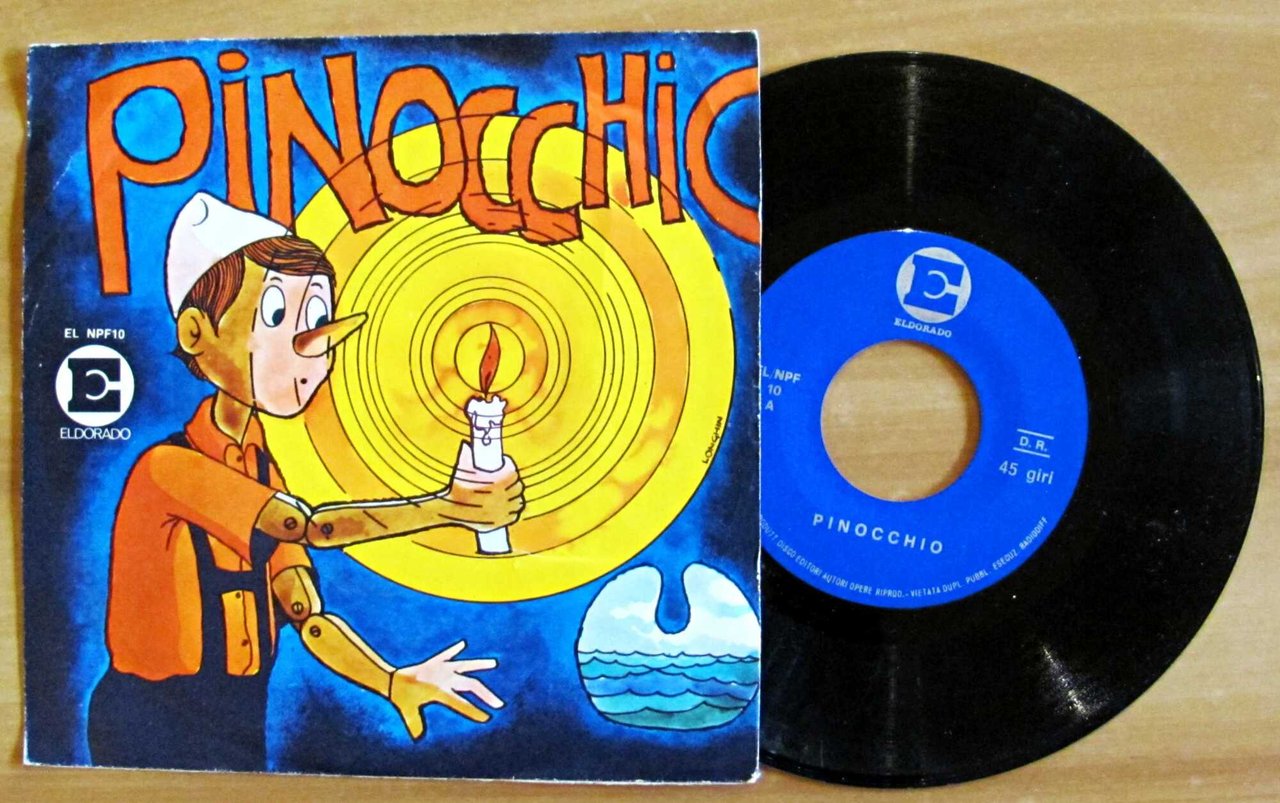 PiNOCCHiO
EL NPF10
E
ELDORADO
LONGHIN
E
ELDORADO
EL/NPF
10
A
D. R.
45 giri
PINOCCHIO
DISCO EDITORI AUTORI OPERE RIPROD. - VIETATA DUPL. PUBBL. ESEGUZ. RADIODIFF